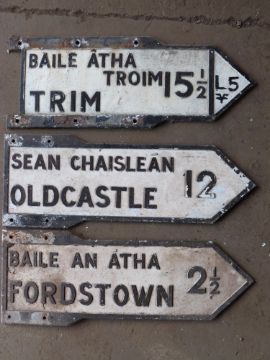 BAILE ÁTHA
TROIM
TRIM
15½
L5
SEAN CHAISLEÁN
OLDCASTLE
12
BAILE AN ÁTHA
FORDSTOWN
2½